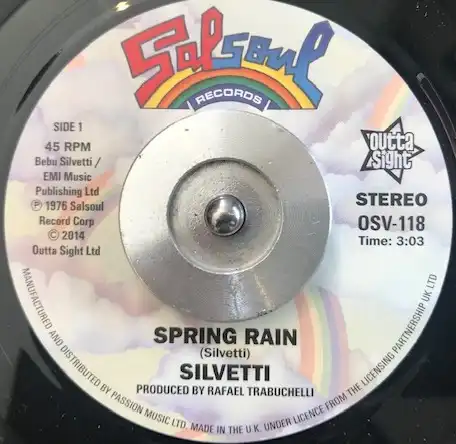 Salsoul
RECORDS
SIDE 1
45 RPM
Bebu Silvetti /
EMI Music
Publishing Ltd
Ⓟ 1976 Salsoul
Record Corp
© 2014
Outta Sight Ltd
Outta
Sight
STEREO
OSV-118
Time: 3:03
SPRING RAIN
(Silvetti)
SILVETTI
PRODUCED BY RAFAEL TRABUCHELLI
MANUFACTURED AND DISTRIBUTED BY PASSION MUSIC LTD. MADE IN THE U.K. UNDER LICENCE FROM THE LICENSING PARTNERSHIP UK LTD